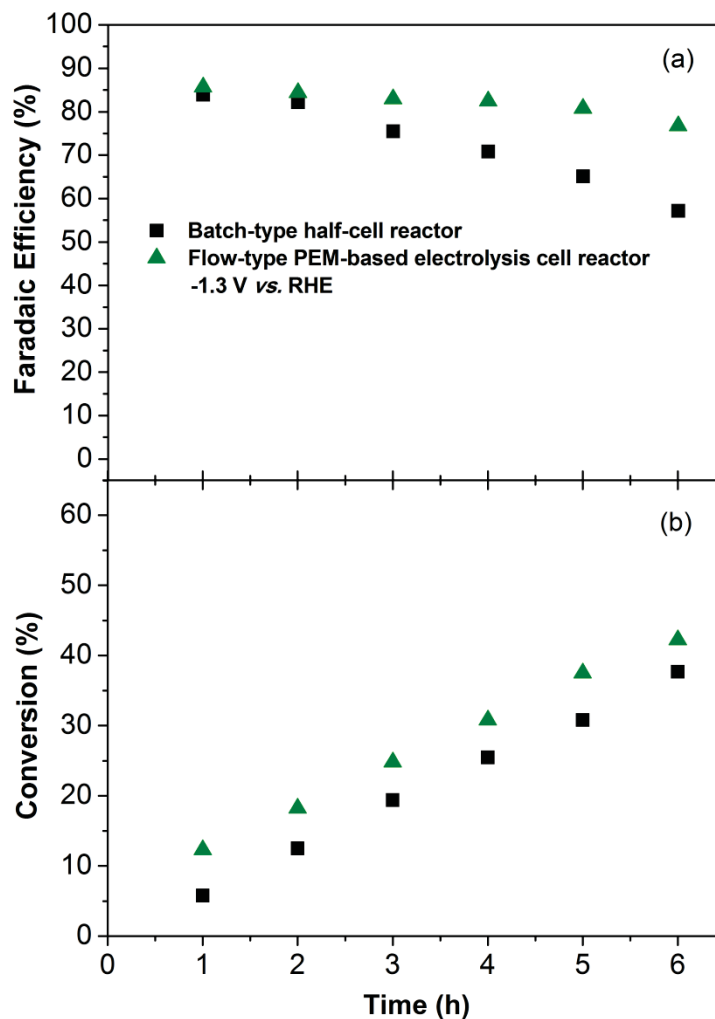 100
90
80
70
60
50
40
30
20
10
0
Faradaic Efficiency (%)
(a)
Batch-type half-cell reactor
Flow-type PEM-based electrolysis cell reactor
-1.3 V vs. RHE
60
50
40
30
20
10
0
Conversion (%)
(b)
0 1 2 3 4 5 6
Time (h)